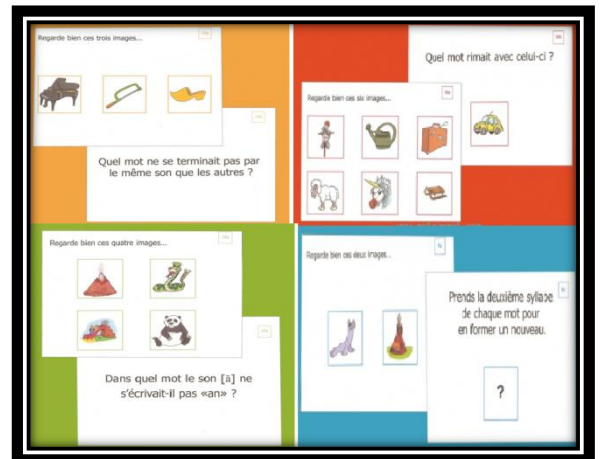 Regarde bien ces trois images...
Quel mot ne se terminait pas par
le même son que les autres ?
Quel mot rimait avec celui-ci ?
Regarde bien ces six images...
Regarde bien ces quatre images...
Dans quel mot le son [ã] ne
s'écrivait-il pas «an» ?
Regarde bien ces deux images...
Prends la deuxième syllabe
de chaque mot pour
en former un nouveau.
?